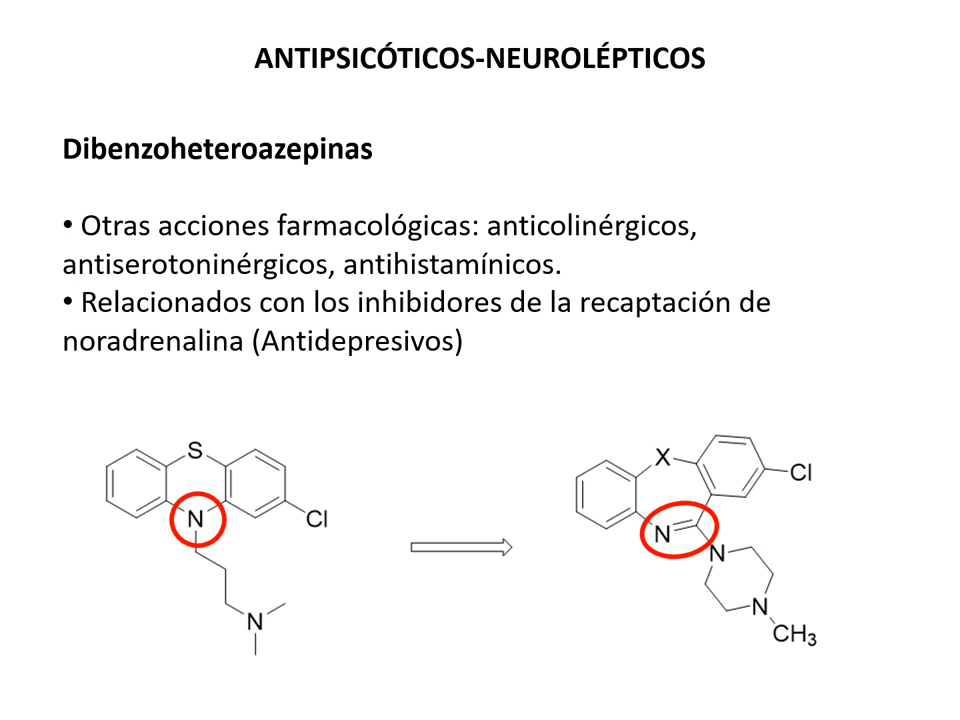 ANTIPSICÓTICOS-NEUROLÉPTICOS
Dibenzoheteroazepinas
• Otras acciones farmacológicas: anticolinérgicos,
antiserotoninérgicos, antihistamínicos.
• Relacionados con los inhibidores de la recaptación de
noradrenalina (Antidepresivos)
S
N
Cl
N
X
Cl
N
N
N
CH3